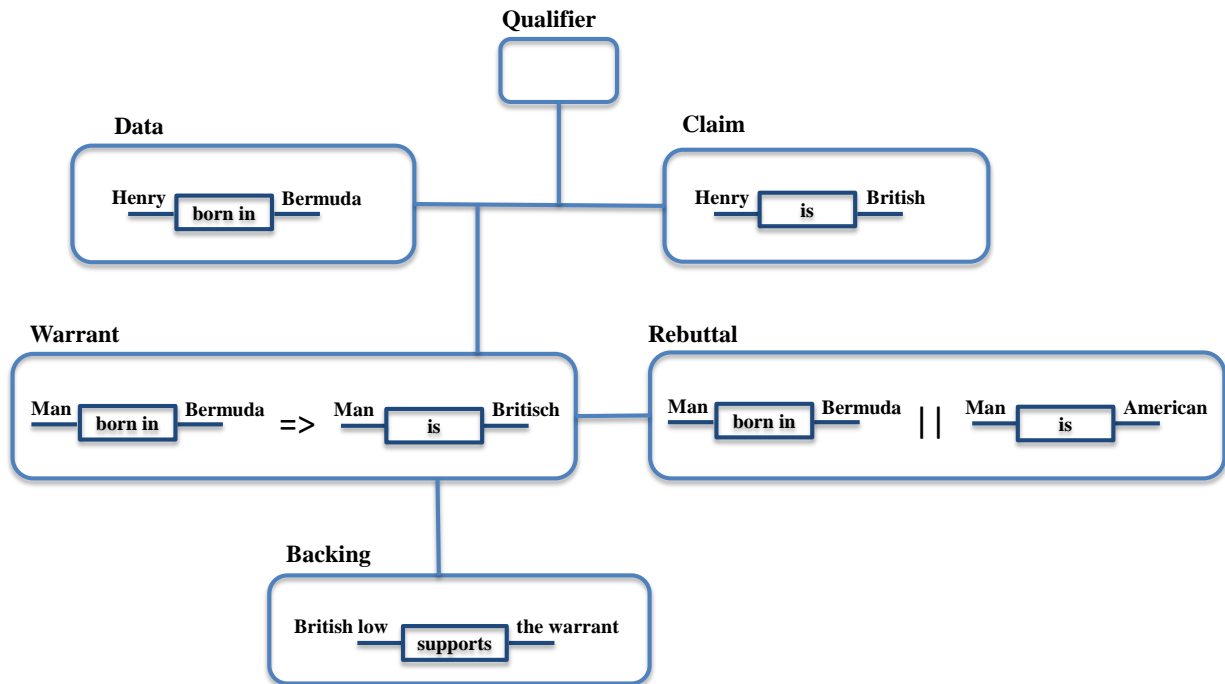 Qualifier
Data
Claim
Henry born in Bermuda
Henry is British
Warrant
Rebuttal
Man born in Bermuda => Man is Britisch
Man born in Bermuda || Man is American
Backing
British low supports the warrant